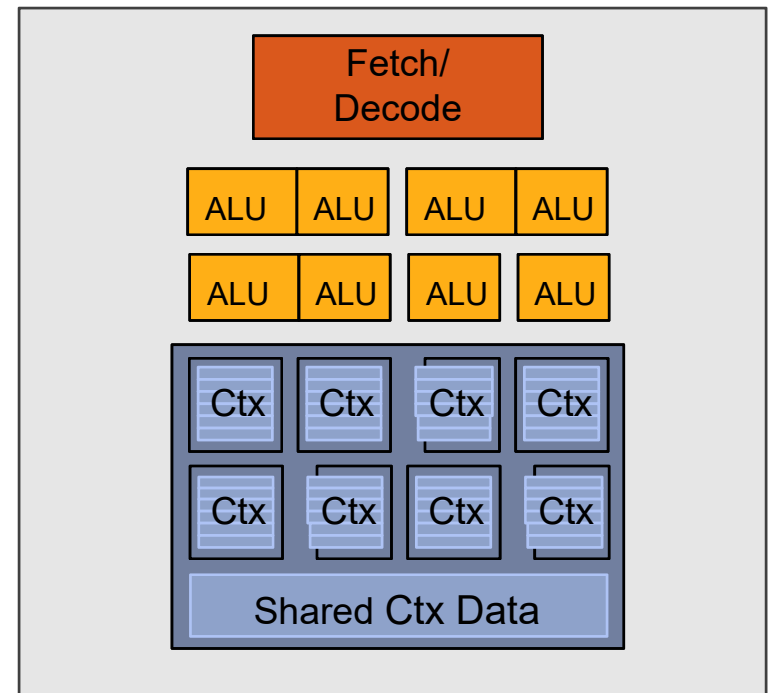 Fetch/
Decode
ALU ALU ALU ALU
ALU ALU ALU ALU
Ctx Ctx Ctx Ctx
Ctx Ctx Ctx Ctx
Shared Ctx Data